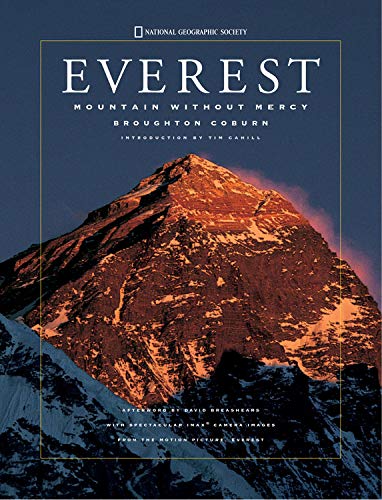 NATIONAL GEOGRAPHIC SOCIETY
EVEREST
MOUNTAIN WITHOUT MERCY
BROUGHTON COBURN
INTRODUCTION BY TIM CAHILL
AFTERWORD BY DAVID BREASHEARS
WITH SPECTACULAR IMAX® CAMERA IMAGES
FROM THE MOTION PICTURE, EVEREST